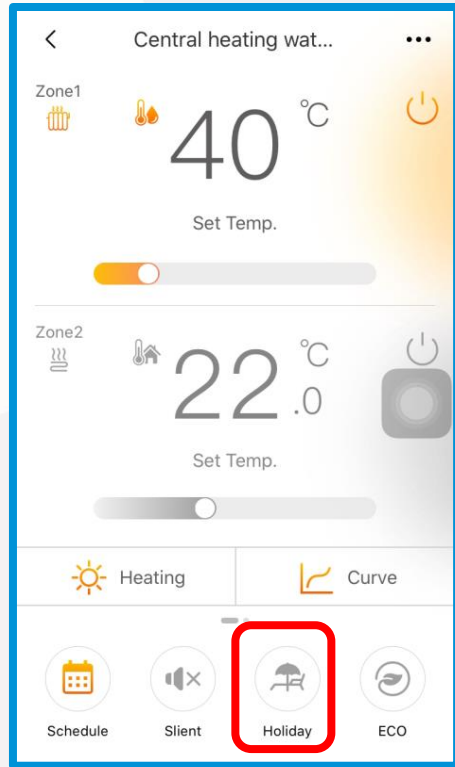 Central heating wat...
Zone1
40 °C
Set Temp.
Zone2
22.0 °C
Set Temp.
Heating
Curve
Schedule
Slient
Holiday
ECO